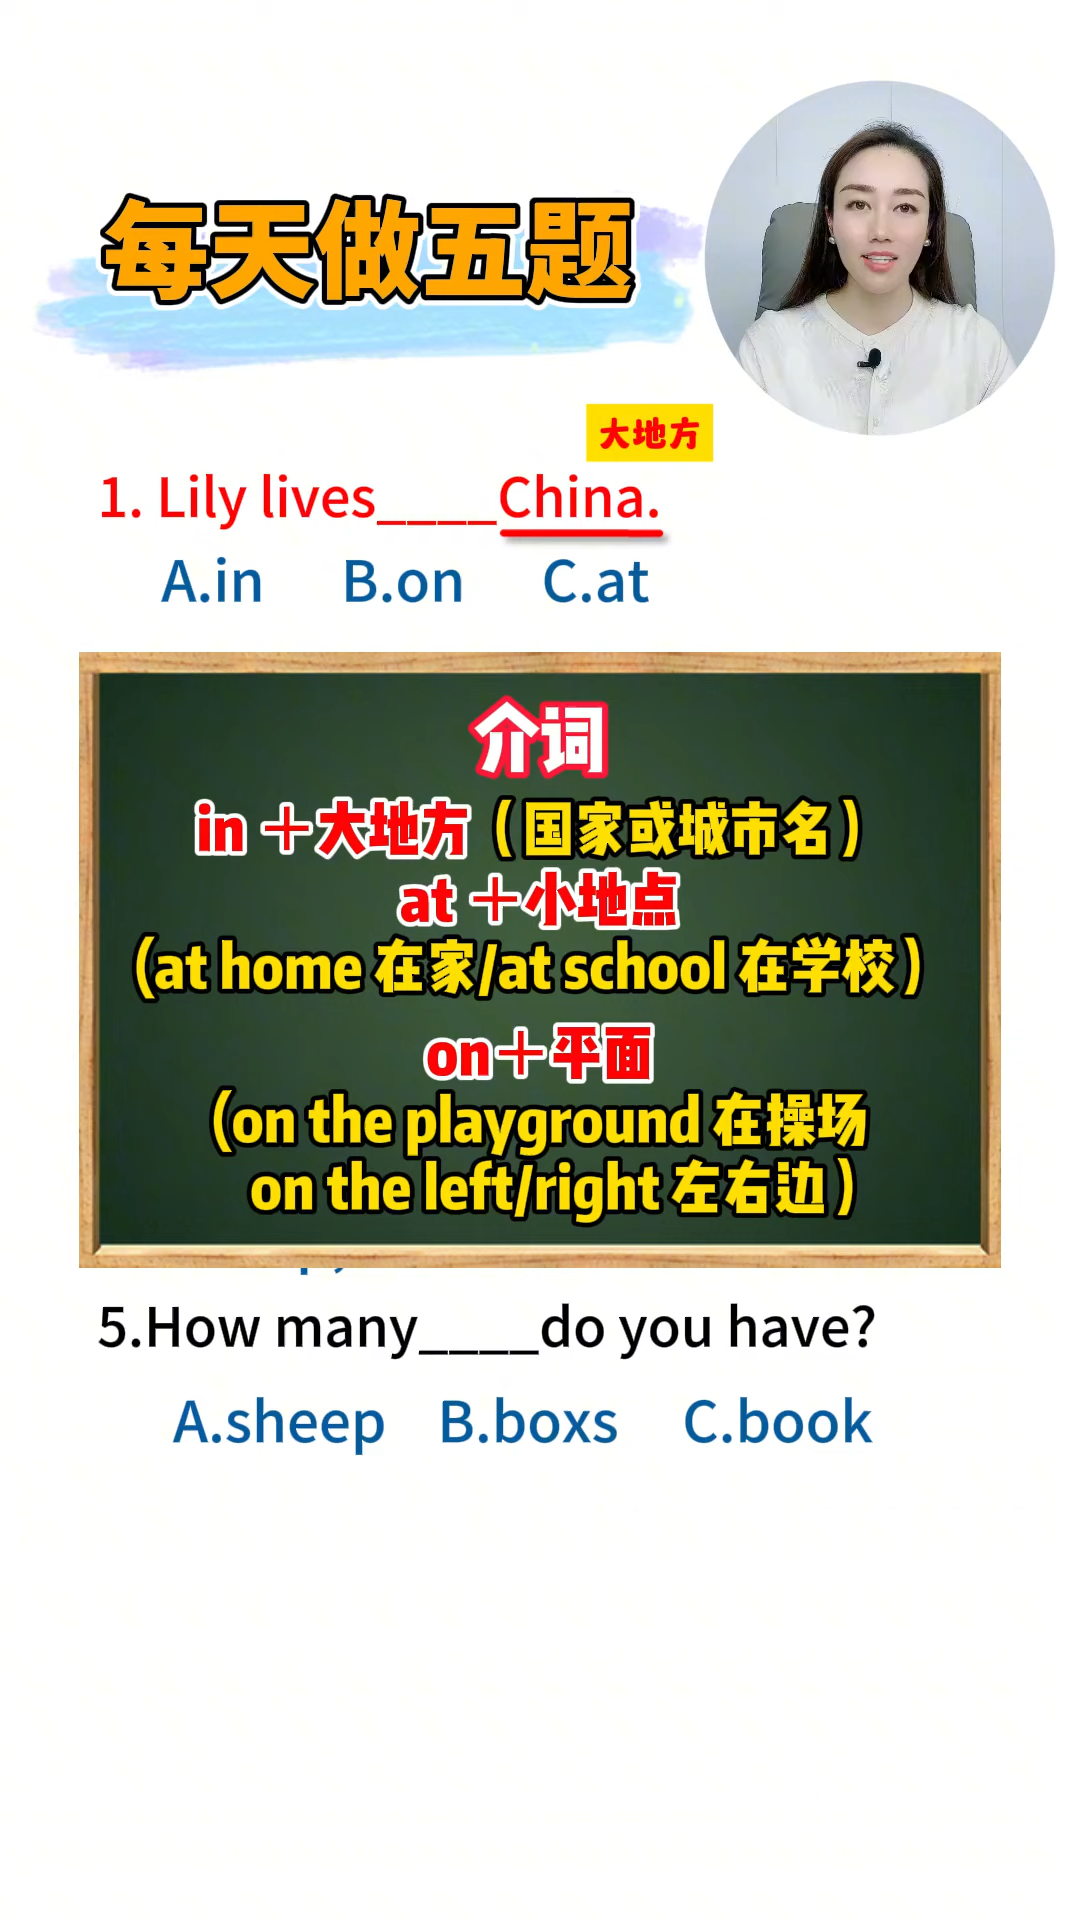 每天做五题
大地方
1. Lily lives____China.
A.in B.on C.at
介词
in ＋大地方（国家或城市名）
at ＋小地点
（at home 在家/at school 在学校）
on＋平面
（on the playground 在操场
on the left/right 左右边）
5.How many____do you have?
A.sheep B.boxs C.book